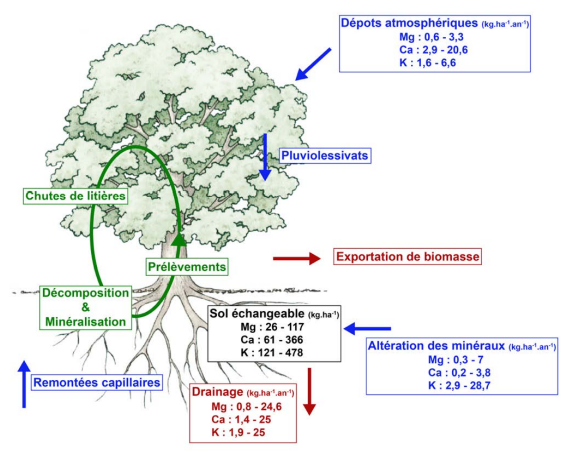 Dépots atmosphériques (kg.ha⁻¹.an⁻¹)
Mg : 0,6 - 3,3
Ca : 2,9 - 20,6
K : 1,6 - 6,6
Pluviolessivats
Chutes de litières
Exportation de biomasse
Prélèvements
Décomposition
&
Minéralisation
Sol échangeable (kg.ha⁻¹)
Mg : 26 - 117
Ca : 61 - 366
K : 121 - 478
Altération des minéraux (kg.ha⁻¹.an⁻¹)
Mg : 0,3 - 7
Ca : 0,2 - 3,8
K : 2,9 - 28,7
Remontées capillaires
Drainage (kg.ha⁻¹.an⁻¹)
Mg : 0,8 - 24,6
Ca : 1,4 - 25
K : 1,9 - 25